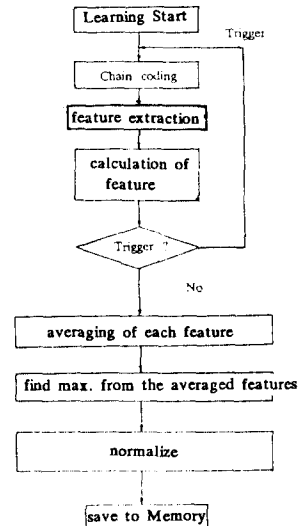 Learning Start
Trigger
Chain coding
feature extraction
calculation of
feature
Trigger ?
No
averaging of each feature
find max. from the averaged features
normalize
save to Memory